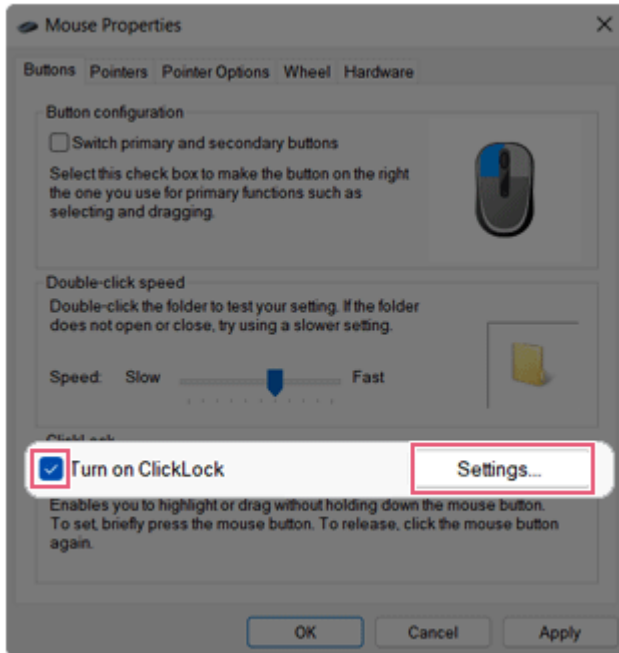 Mouse Properties
Buttons Pointers Pointer Options Wheel Hardware
Button configuration
Switch primary and secondary buttons
Select this check box to make the button on the right
the one you use for primary functions such as
selecting and dragging.
Double-click speed
Double-click the folder to test your setting. If the folder
does not open or close, try using a slower setting.
Speed: Slow Fast
ClickLock
Turn on ClickLock Settings...
Enables you to highlight or drag without holding down the mouse button.
To set, briefly press the mouse button. To release, click the mouse button
again.
OK Cancel Apply